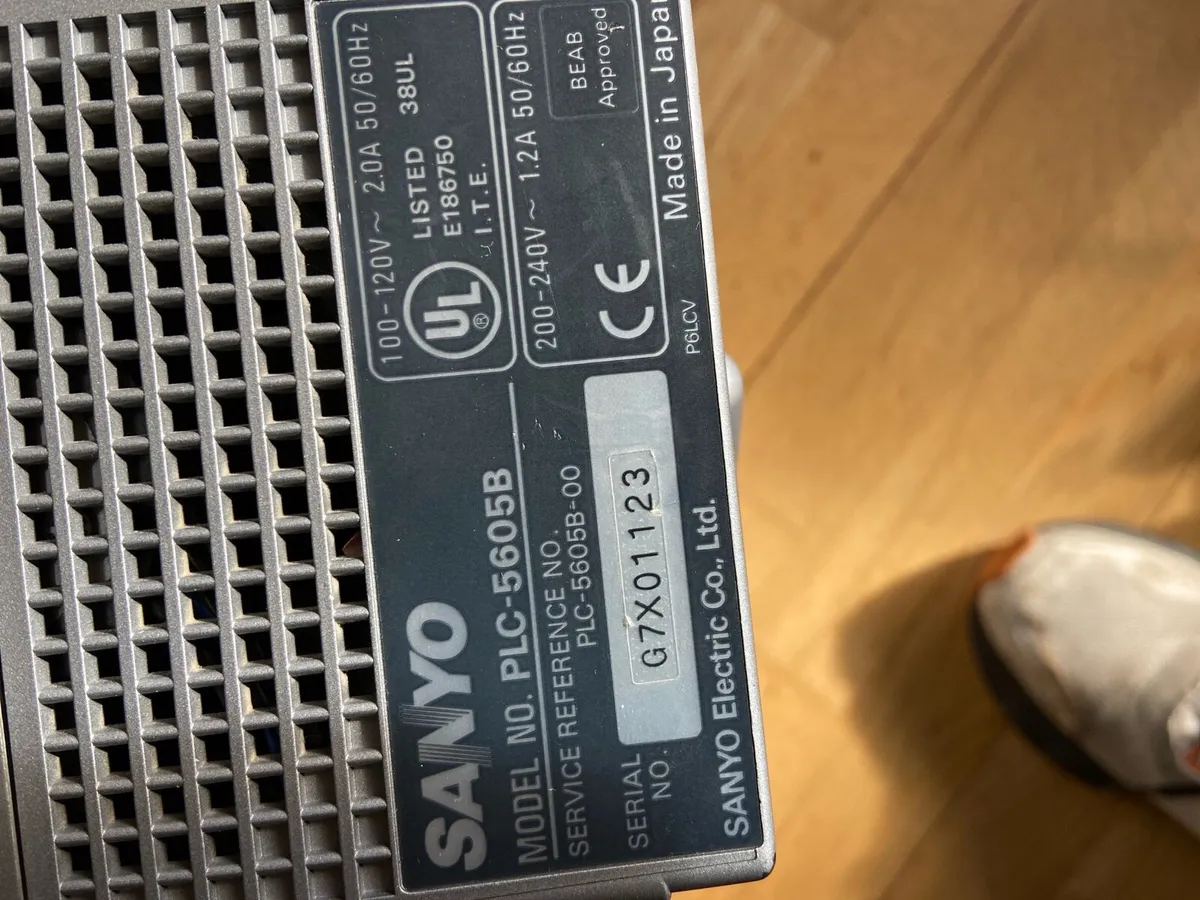 SANYO
MODEL NO. PLC-5605B
SERVICE REFERENCE NO.
PLC-5605B-00
SERIAL
NO.
G7X01123
SANYO Electric Co., Ltd.
100-120V~ 2.0A 50/60Hz
UL ®
LISTED 38UL
E186750
I.T.E.
200-240V~ 1.2A 50/60Hz
CE
BEAB
Approved
P6LCV
Made in Japan